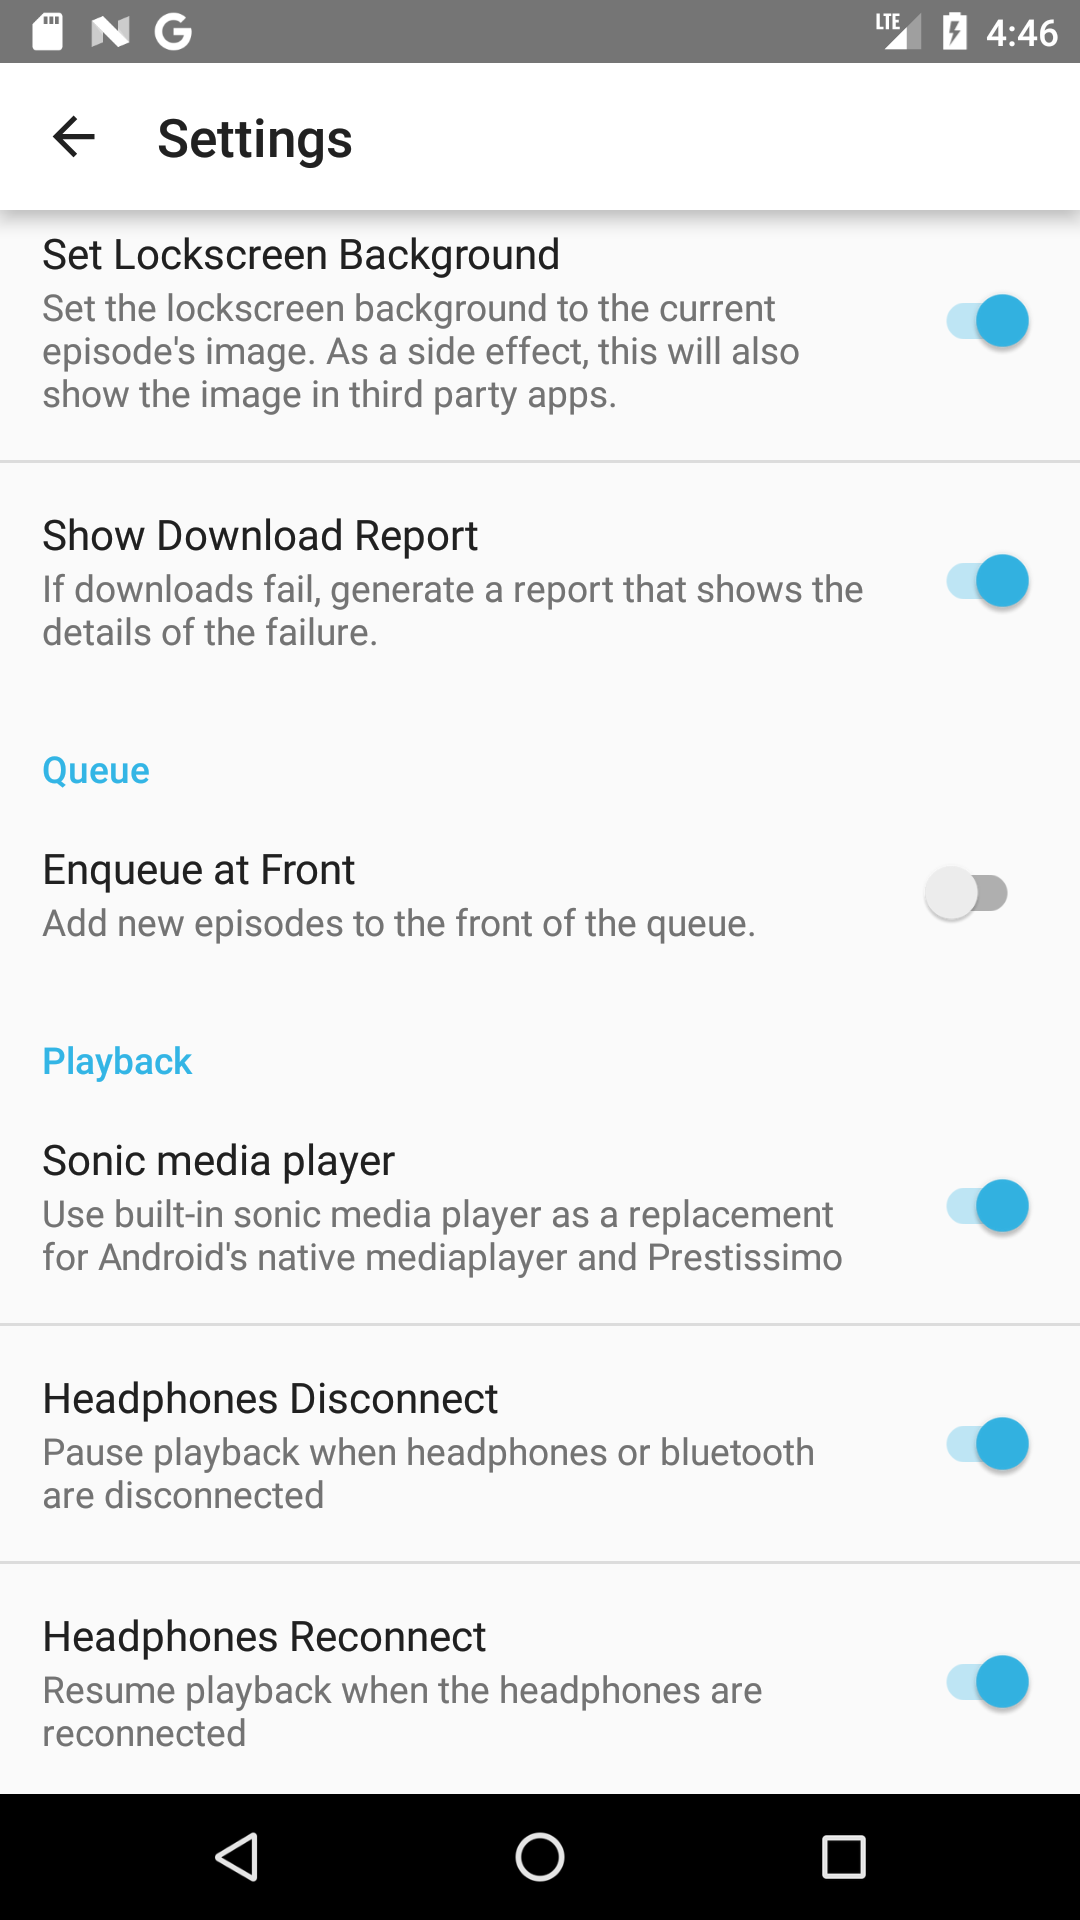 LTE 4:46
Settings
Set Lockscreen Background
Set the lockscreen background to the current
episode's image. As a side effect, this will also
show the image in third party apps.
Show Download Report
If downloads fail, generate a report that shows the
details of the failure.
Queue
Enqueue at Front
Add new episodes to the front of the queue.
Playback
Sonic media player
Use built-in sonic media player as a replacement
for Android's native mediaplayer and Prestissimo
Headphones Disconnect
Pause playback when headphones or bluetooth
are disconnected
Headphones Reconnect
Resume playback when the headphones are
reconnected